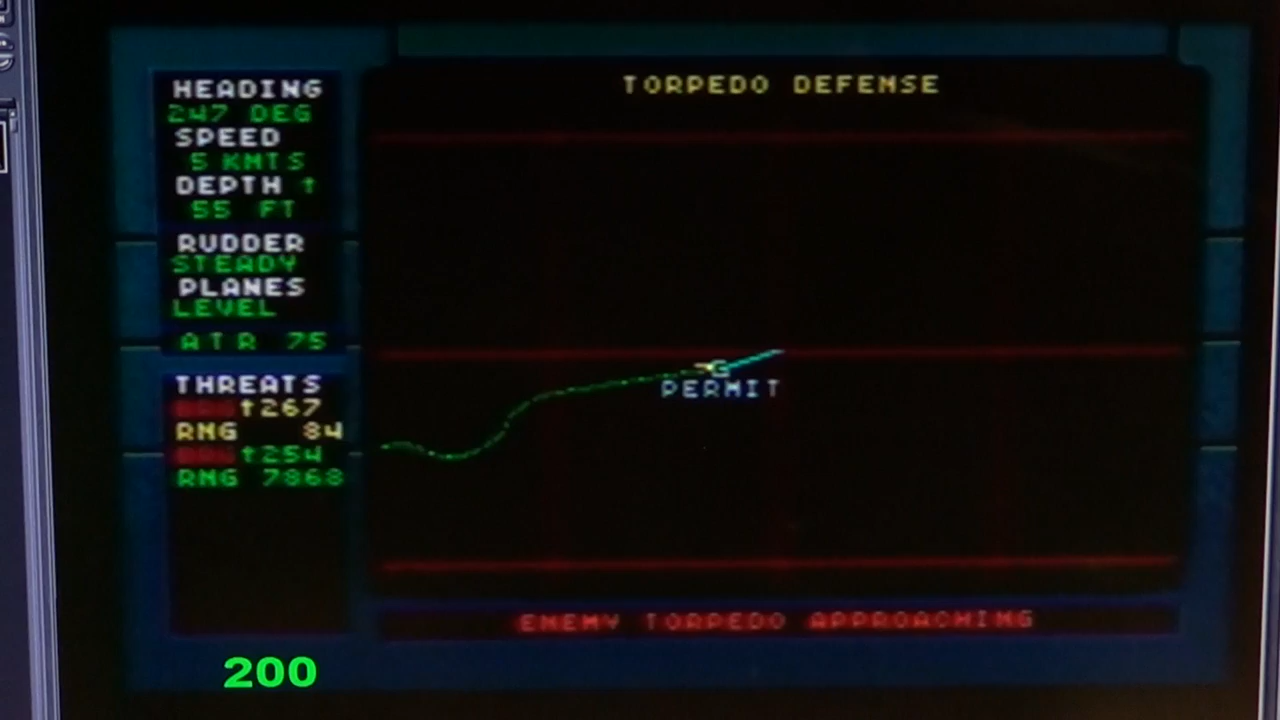 TORPEDO DEFENSE
HEADING
247 DEG
SPEED
5 KNTS
DEPTH ↑
55 FT
RUDDER
STEADY
PLANES
LEVEL
ATR 75
THREATS
↑267
RNG 84
↑254
RNG 7868
PERMIT
ENEMY TORPEDO APPROACHING
200